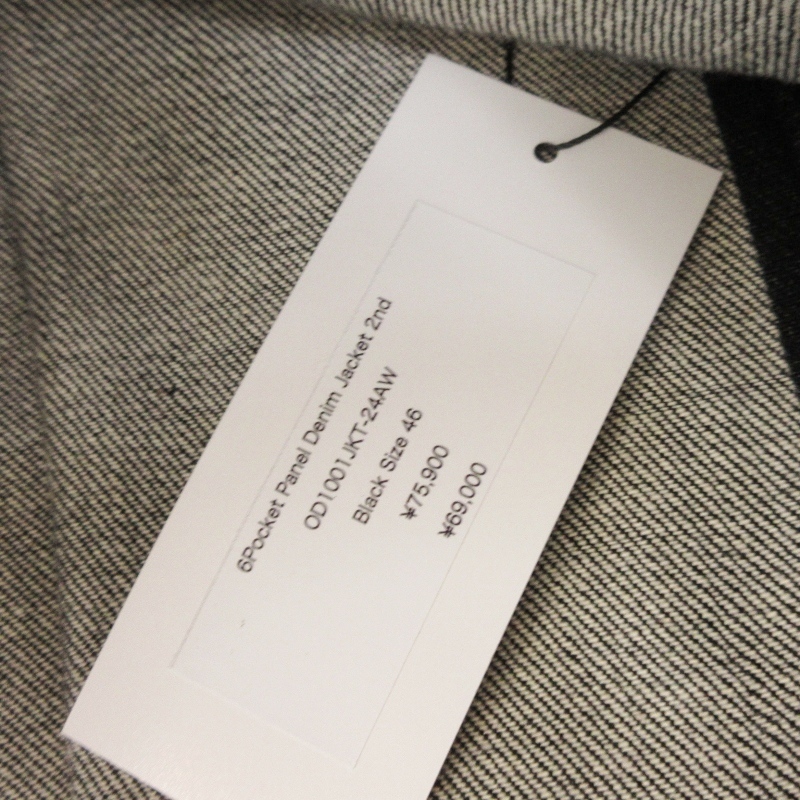 6Pocket Panel Denim Jacket 2nd
OD1001JKT-24AW
Black Size 46
¥75,900
¥69,000